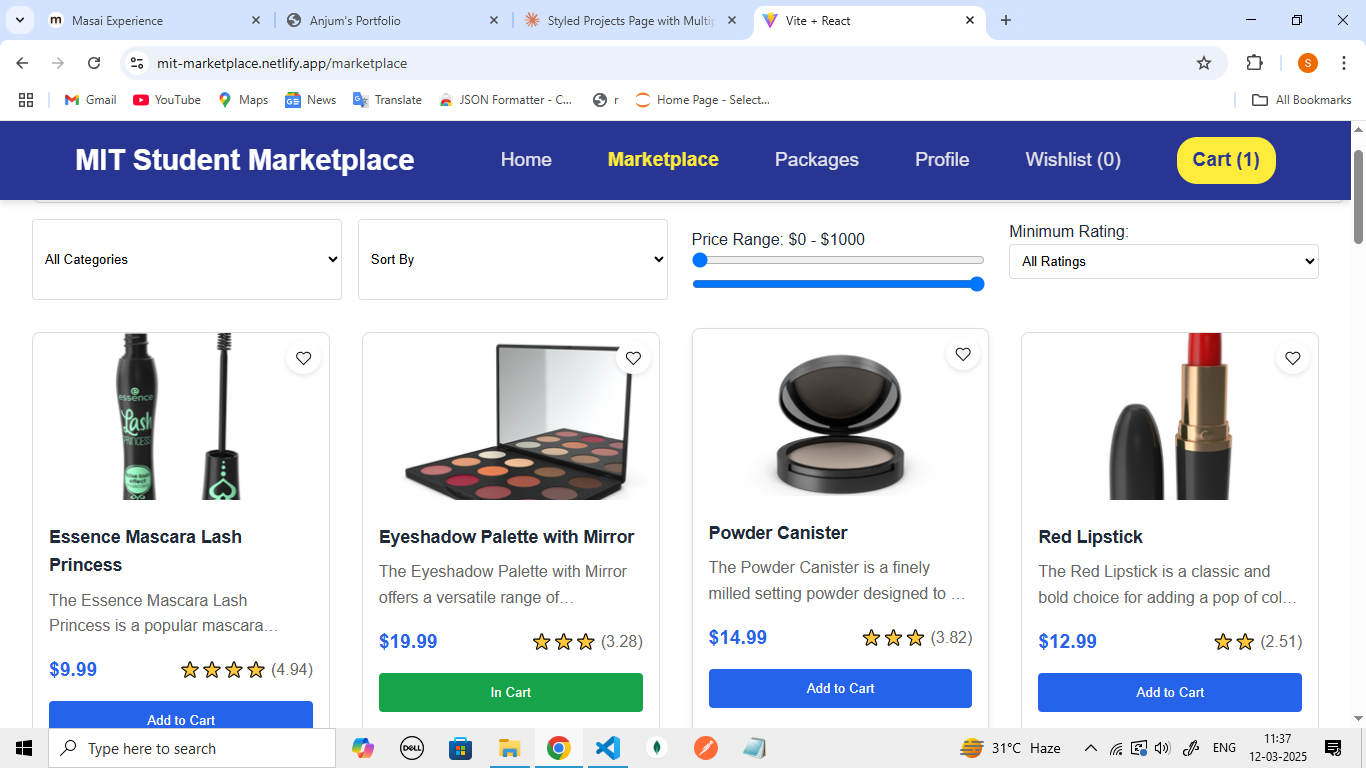 Masai Experience
Anjum's Portfolio
Styled Projects Page with Multip
Vite + React
mit-marketplace.netlify.app/marketplace
S
Gmail
YouTube
Maps
News
Translate
JSON Formatter - C...
r
Home Page - Select...
All Bookmarks
MIT Student Marketplace
Home
Marketplace
Packages
Profile
Wishlist (0)
Cart (1)
All Categories
Sort By
Price Range: $0 - $1000
Minimum Rating:
All Ratings
essence
Lash
PRINCESS
Essence Mascara Lash
Princess
The Essence Mascara Lash
Princess is a popular mascara…
$9.99
(4.94)
Add to Cart
Eyeshadow Palette with Mirror
The Eyeshadow Palette with Mirror
offers a versatile range of…
$19.99
(3.28)
In Cart
Powder Canister
The Powder Canister is a finely
milled setting powder designed to …
$14.99
(3.82)
Add to Cart
Red Lipstick
The Red Lipstick is a classic and
bold choice for adding a pop of col…
$12.99
(2.51)
Add to Cart
Type here to search
DELL
31°C Haze
ENG
11:37
12-03-2025